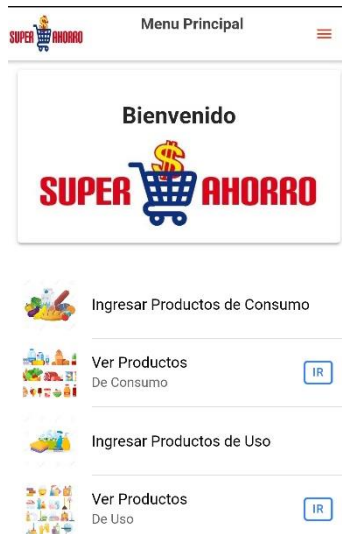 SUPER $ AHORRO
Menu Principal
Bienvenido
SUPER $ AHORRO
Ingresar Productos de Consumo
Ver Productos
De Consumo
IR
Ingresar Productos de Uso
Ver Productos
De Uso
IR